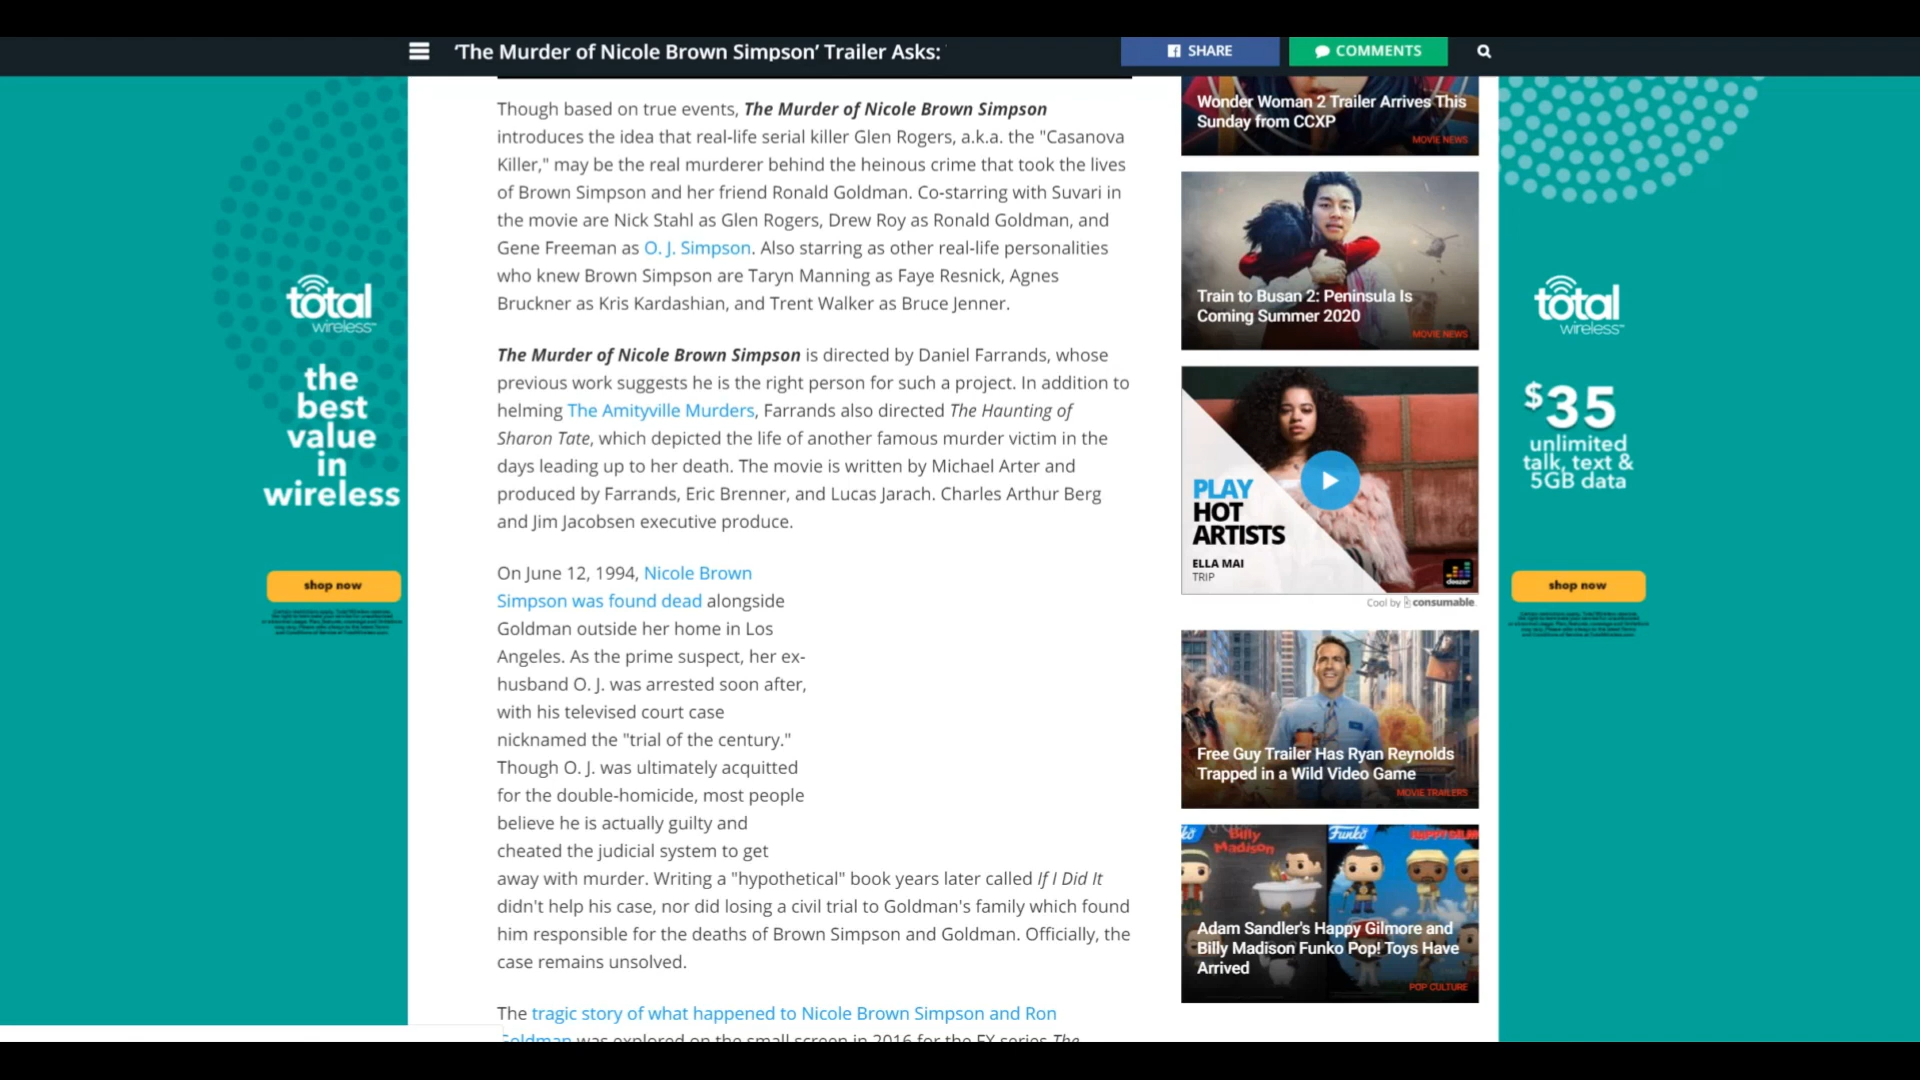 'The Murder of Nicole Brown Simpson' Trailer Asks:
SHARE
COMMENTS
Though based on true events, The Murder of Nicole Brown Simpson
introduces the idea that real-life serial killer Glen Rogers, a.k.a. the "Casanova
Killer," may be the real murderer behind the heinous crime that took the lives
of Brown Simpson and her friend Ronald Goldman. Co-starring with Suvari in
the movie are Nick Stahl as Glen Rogers, Drew Roy as Ronald Goldman, and
Gene Freeman as O. J. Simpson. Also starring as other real-life personalities
who knew Brown Simpson are Taryn Manning as Faye Resnick, Agnes
Bruckner as Kris Kardashian, and Trent Walker as Bruce Jenner.
The Murder of Nicole Brown Simpson is directed by Daniel Farrands, whose
previous work suggests he is the right person for such a project. In addition to
helming The Amityville Murders, Farrands also directed The Haunting of
Sharon Tate, which depicted the life of another famous murder victim in the
days leading up to her death. The movie is written by Michael Arter and
produced by Farrands, Eric Brenner, and Lucas Jarach. Charles Arthur Berg
and Jim Jacobsen executive produce.
On June 12, 1994, Nicole Brown
Simpson was found dead alongside
Goldman outside her home in Los
Angeles. As the prime suspect, her ex-
husband O. J. was arrested soon after,
with his televised court case
nicknamed the "trial of the century."
Though O. J. was ultimately acquitted
for the double-homicide, most people
believe he is actually guilty and
cheated the judicial system to get
away with murder. Writing a "hypothetical" book years later called If I Did It
didn't help his case, nor did losing a civil trial to Goldman's family which found
him responsible for the deaths of Brown Simpson and Goldman. Officially, the
case remains unsolved.
The tragic story of what happened to Nicole Brown Simpson and Ron
Goldman was explored on the small screen in 2016 for the FX series The
Wonder Woman 2 Trailer Arrives This
Sunday from CCXP
MOVIE NEWS
Train to Busan 2: Peninsula Is
Coming Summer 2020
MOVIE NEWS
PLAY
HOT
ARTISTS
ELLA MAI
TRIP
deezer
Cool by consumable.
Free Guy Trailer Has Ryan Reynolds
Trapped in a Wild Video Game
MOVIE TRAILERS
Billy
Madison
Funko
Adam Sandler's Happy Gilmore and
Billy Madison Funko Pop! Toys Have
Arrived
POP CULTURE
total
wireless
the
best
value
in
wireless
shop now
total
wireless
$35
unlimited
talk, text &
5GB data
shop now